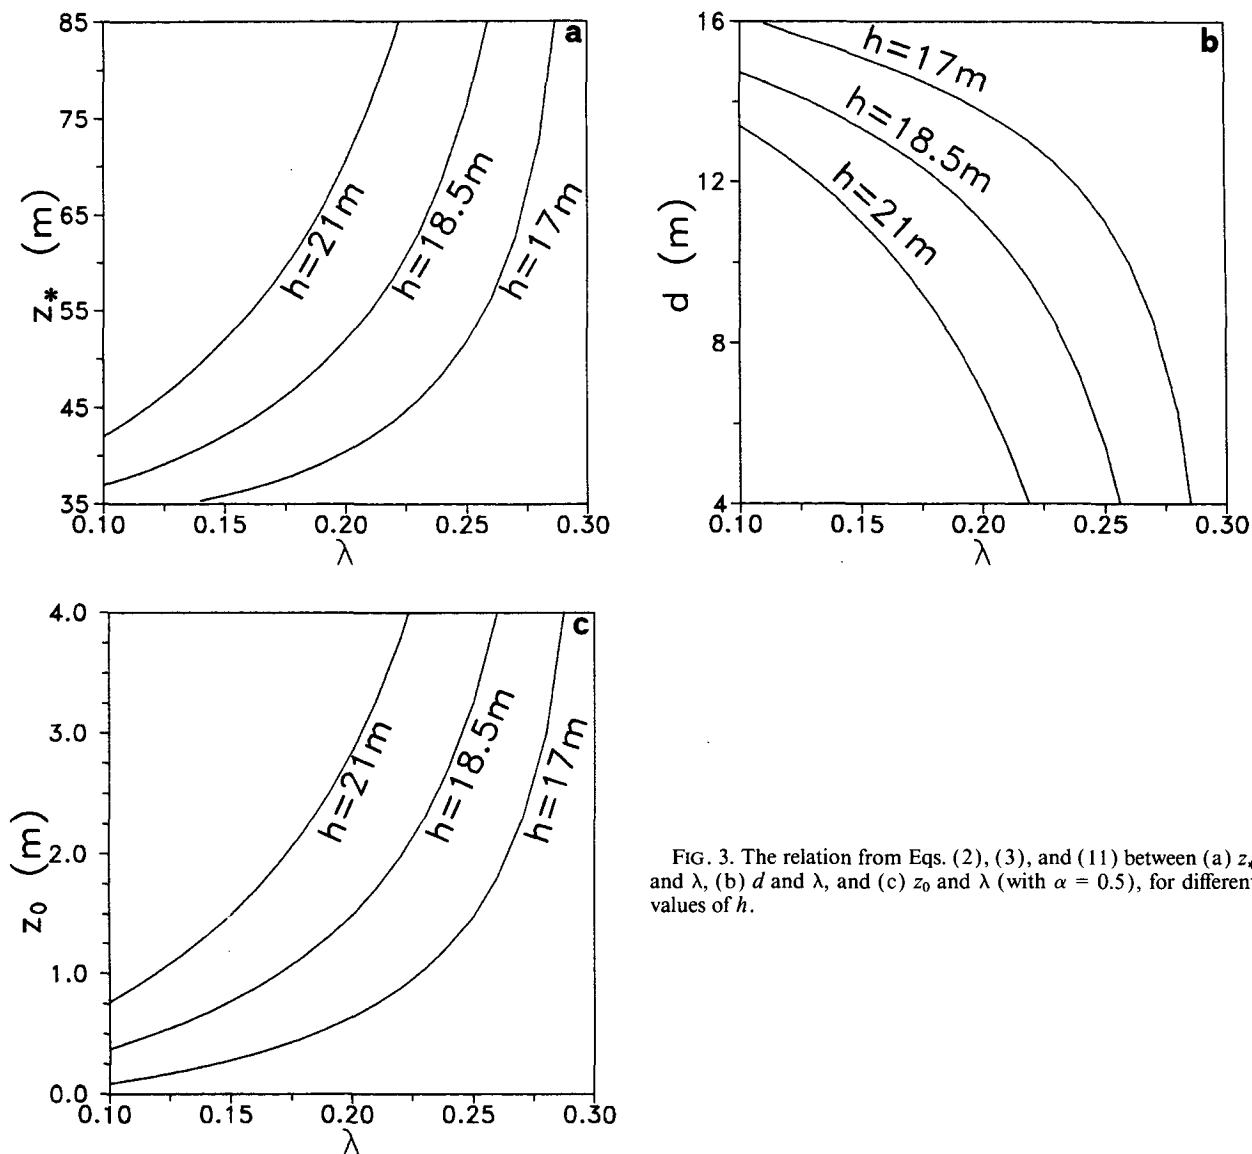 85
75
65
55
45
35
z* (m)
a
h=21m
h=18.5m
h=17m
0.10
0.15
0.20
0.25
0.30
λ
16
12
8
4
d (m)
b
h=17m
h=18.5m
h=21m
0.10
0.15
0.20
0.25
0.30
λ
4.0
3.0
2.0
1.0
0.0
z₀ (m)
c
h=21m
h=18.5m
h=17m
0.10
0.15
0.20
0.25
0.30
λ
FIG. 3. The relation from Eqs. (2), (3), and (11) between (a) z*
and λ, (b) d and λ, and (c) z₀ and λ (with α = 0.5), for different
values of h.